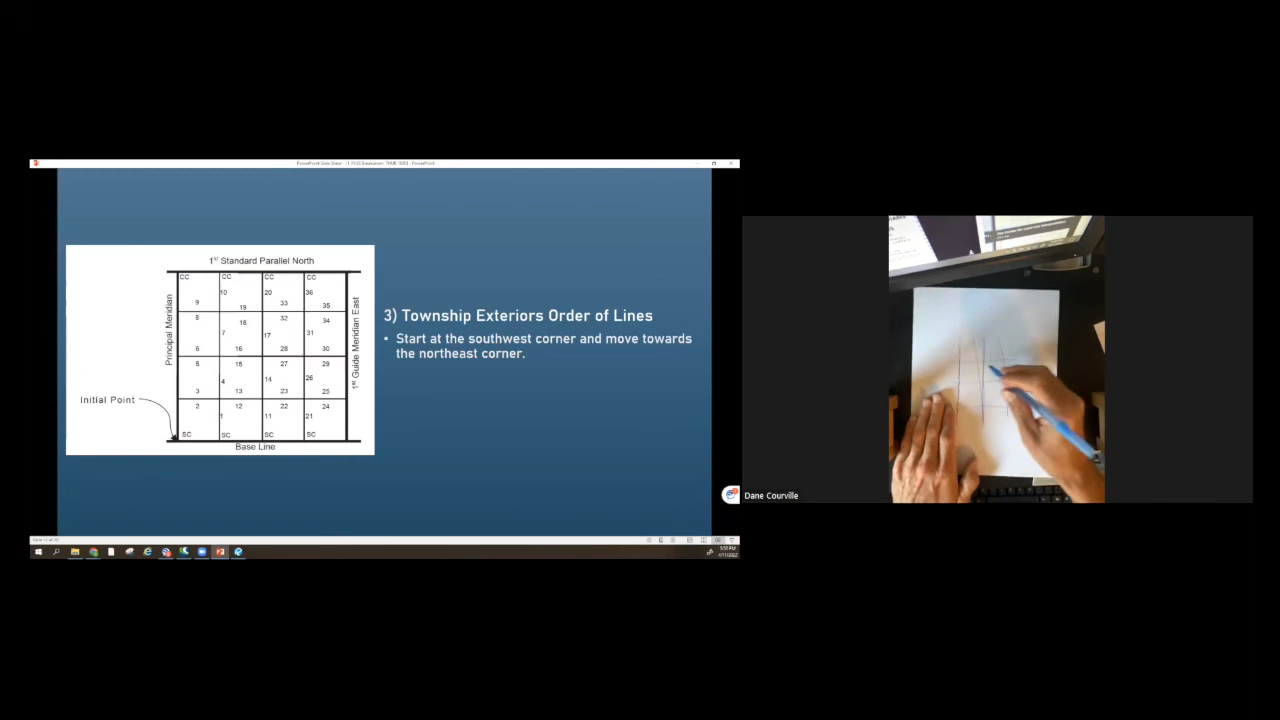 1st Standard Parallel North
CC CC CC CC
10 20 36
9 19 33 35
8 18 32 34
7 17 31
6 16 28 30
5 15 27 29
4 14 26
3 13 23 25
2 12 22 24
1 11 21
SC SC SC SC
Base Line
Principal Meridian
1st Guide Meridian East
Initial Point
3) Township Exteriors Order of Lines
• Start at the southwest corner and move towards
the northeast corner.
Dane Courville